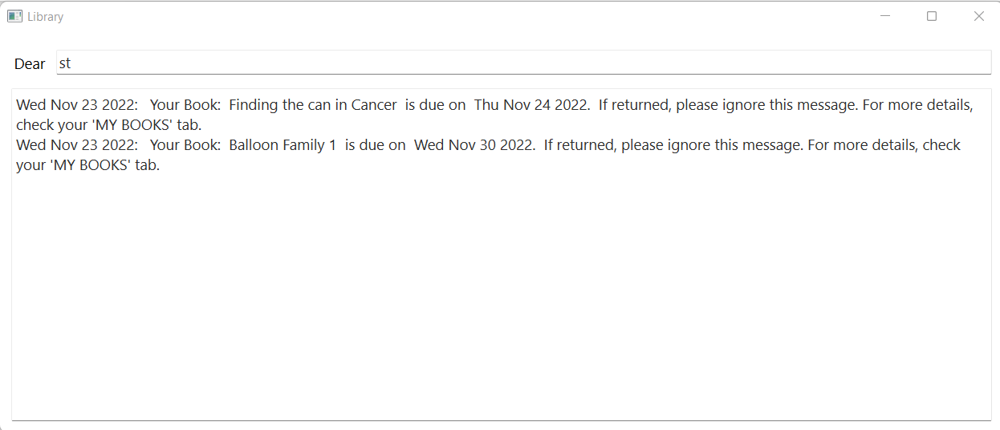 Library
Dear st
Wed Nov 23 2022:   Your Book:  Finding the can in Cancer  is due on  Thu Nov 24 2022.  If returned, please ignore this message. For more details,
check your 'MY BOOKS' tab.
Wed Nov 23 2022:   Your Book:  Balloon Family 1  is due on  Wed Nov 30 2022.  If returned, please ignore this message. For more details, check
your 'MY BOOKS' tab.